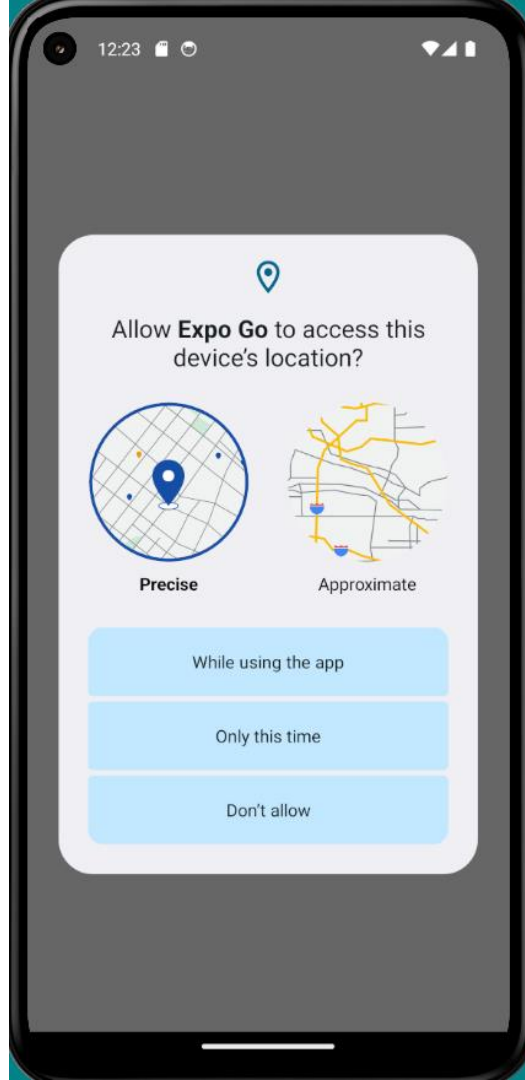 12:23
Allow Expo Go to access this
device’s location?
Precise
Approximate
While using the app
Only this time
Don’t allow